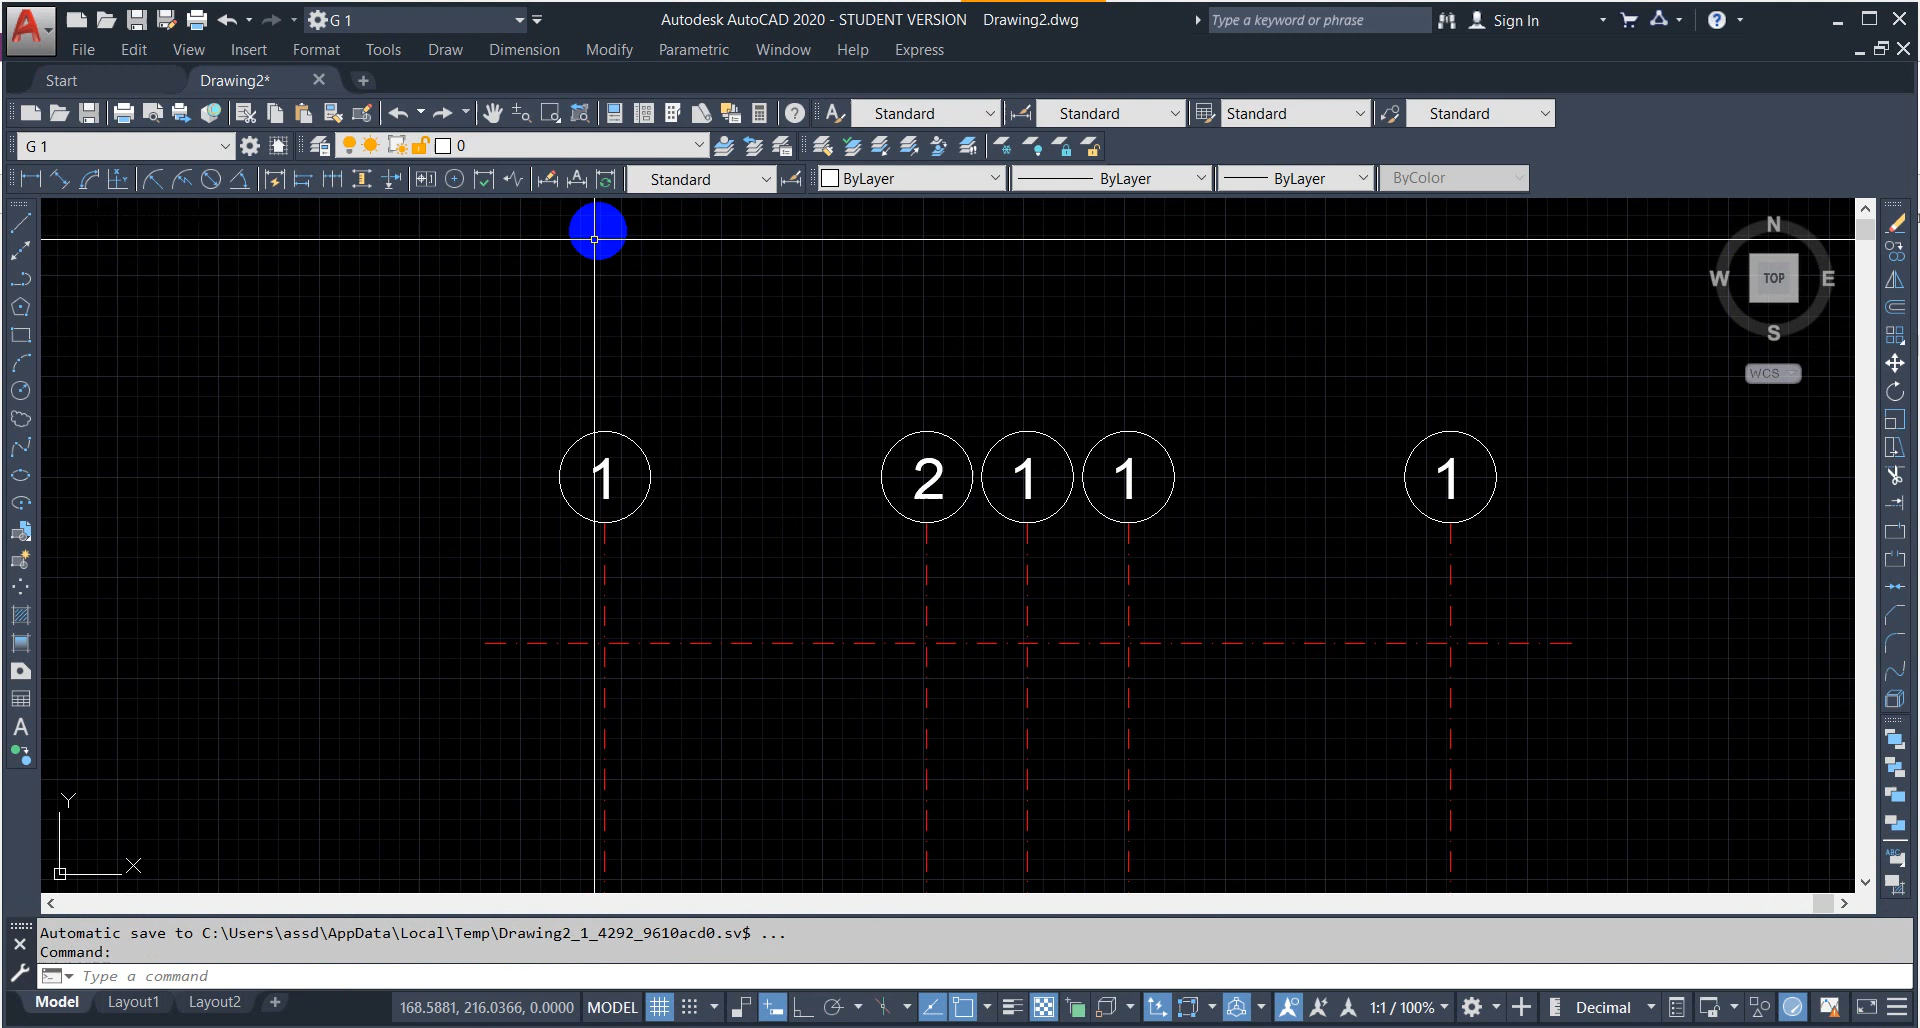 G 1
Autodesk AutoCAD 2020 - STUDENT VERSION Drawing2.dwg
Type a keyword or phrase
Sign In
File Edit View Insert Format Tools Draw Dimension Modify Parametric Window Help Express
Start
Drawing2*
Standard
Standard
Standard
Standard
G 1
0
Standard
ByLayer
ByLayer
ByLayer
ByColor
N
W
TOP
E
S
WCS
1
2
1
1
1
Y
X
Automatic save to C:\Users\assd\AppData\Local\Temp\Drawing2_1_4292_9610acd0.sv$ ...
Command:
Type a command
Model Layout1 Layout2
168.5881, 216.0366, 0.0000 MODEL
1:1 / 100%
Decimal